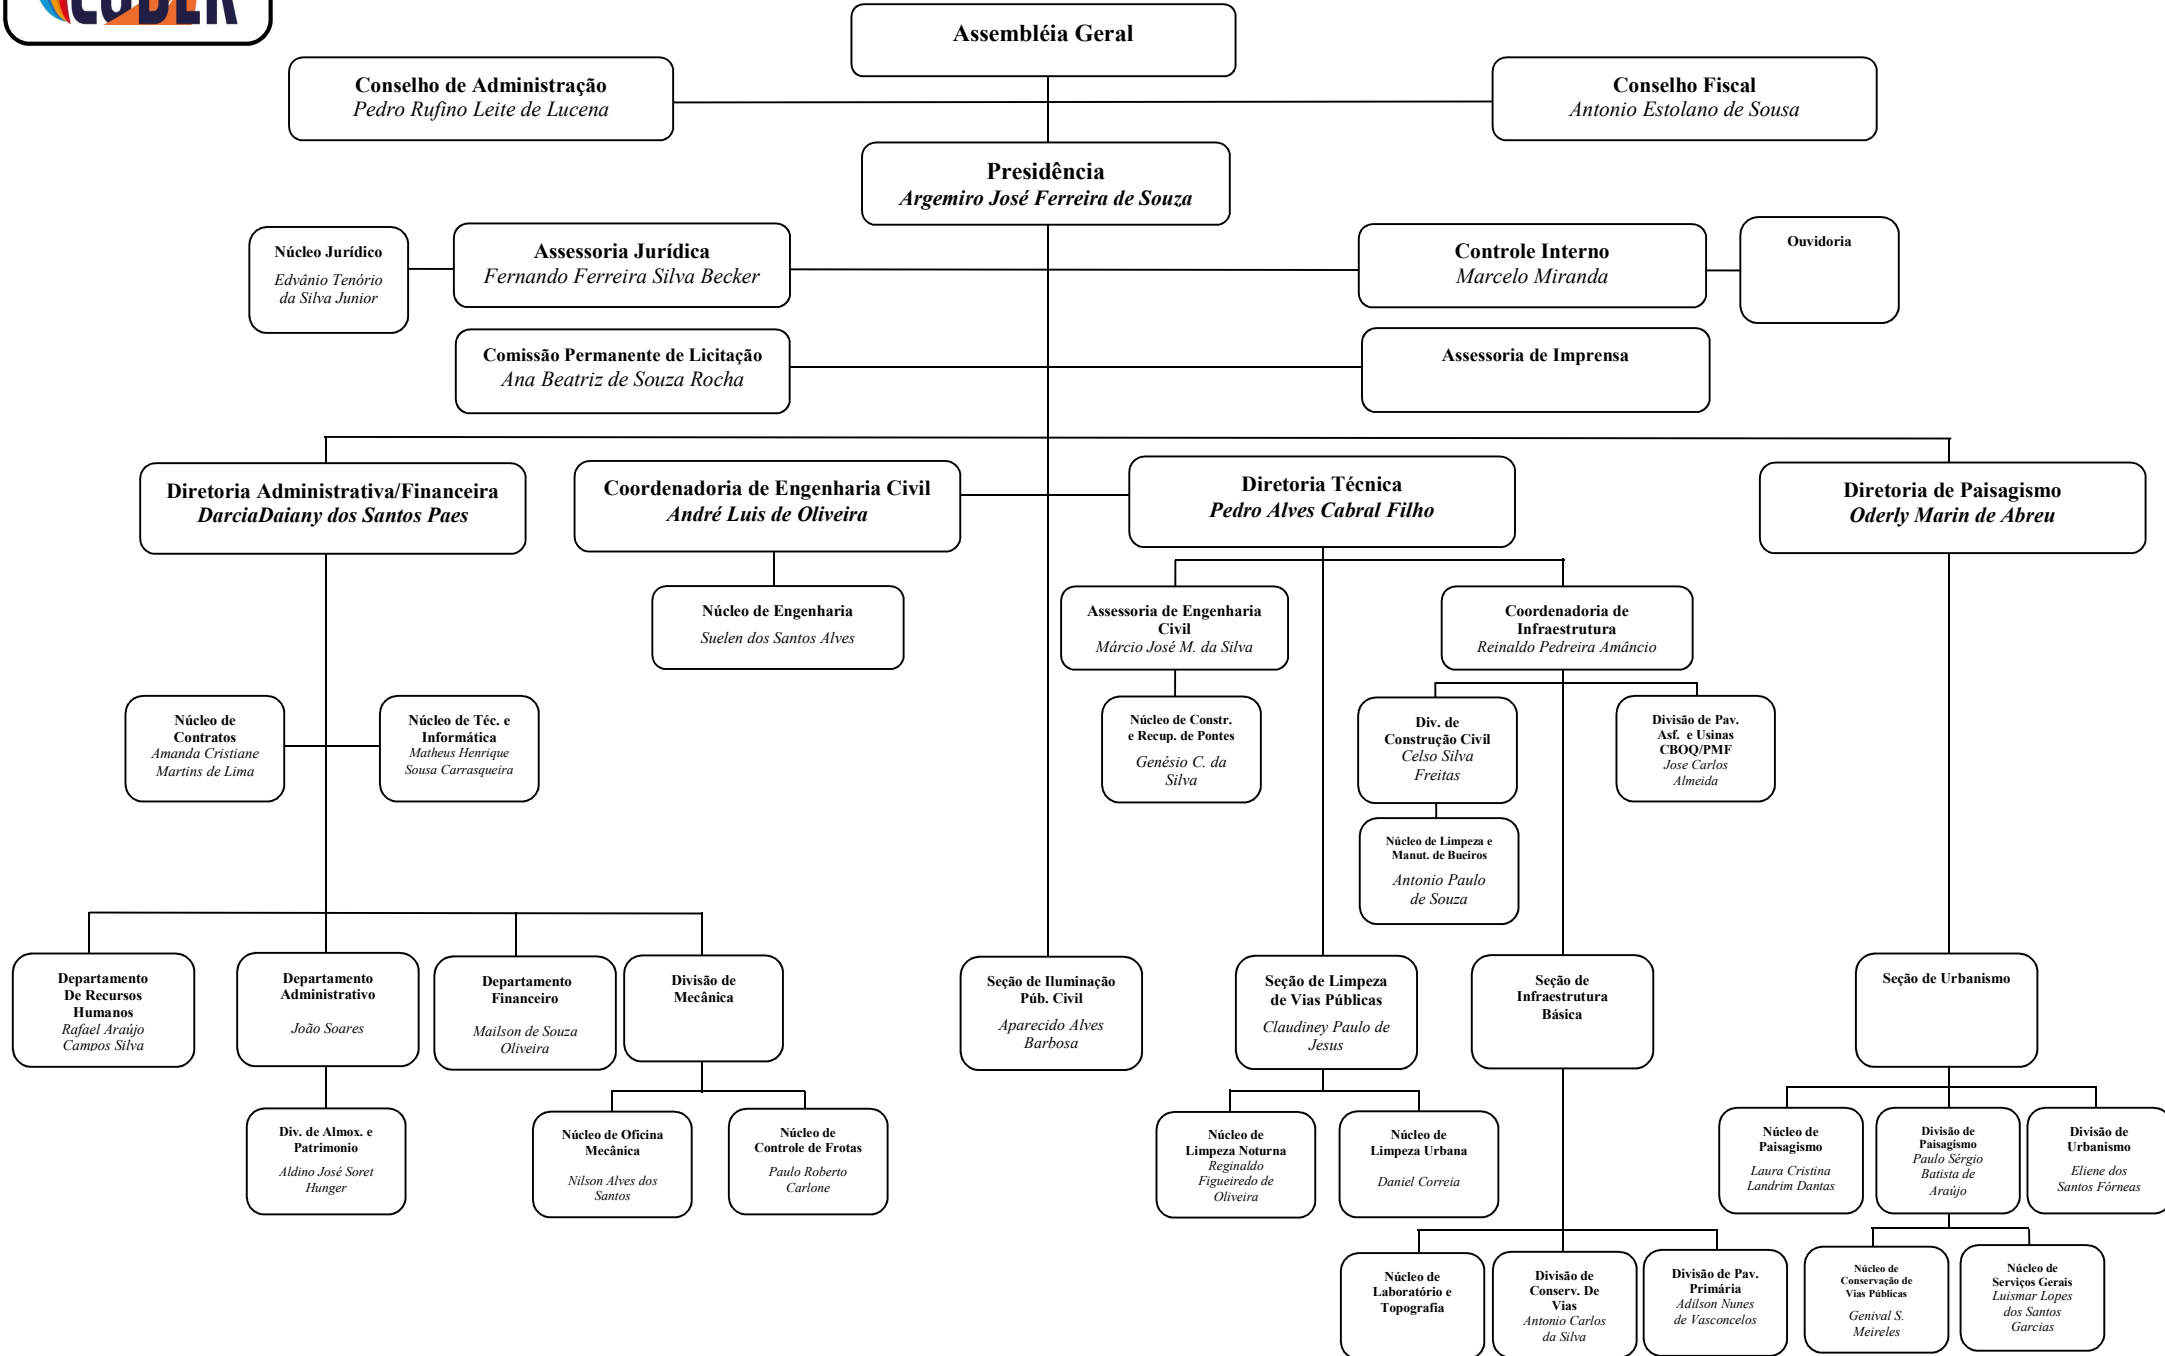 CODER
Assembléia Geral
Conselho de Administração
Pedro Rufino Leite de Lucena
Conselho Fiscal
Antonio Estolano de Sousa
Presidência
Argemiro José Ferreira de Souza
Núcleo Jurídico
Edvânio Tenório
da Silva Junior
Assessoria Jurídica
Fernando Ferreira Silva Becker
Controle Interno
Marcelo Miranda
Ouvidoria
Comissão Permanente de Licitação
Ana Beatriz de Souza Rocha
Assessoria de Imprensa
Diretoria Administrativa/Financeira
DarciaDaiany dos Santos Paes
Coordenadoria de Engenharia Civil
André Luis de Oliveira
Diretoria Técnica
Pedro Alves Cabral Filho
Diretoria de Paisagismo
Oderly Marin de Abreu
Núcleo de Engenharia
Suelen dos Santos Alves
Assessoria de Engenharia
Civil
Márcio José M. da Silva
Coordenadoria de
Infraestrutura
Reinaldo Pedreira Amâncio
Núcleo de
Contratos
Amanda Cristiane
Martins de Lima
Núcleo de Téc. e
Informática
Matheus Henrique
Sousa Carrasqueira
Núcleo de Constr.
e Recup. de Pontes
Genésio C. da
Silva
Div. de
Construção Civil
Celso Silva
Freitas
Divisão de Pav.
Asf. e Usinas
CBOQ/PMF
Jose Carlos
Almeida
Núcleo de Limpeza e
Manut. de Bueiros
Antonio Paulo
de Souza
Departamento
De Recursos
Humanos
Rafael Araújo
Campos Silva
Departamento
Administrativo
João Soares
Departamento
Financeiro
Mailson de Souza
Oliveira
Divisão de
Mecânica
Seção de Iluminação
Púb. Civil
Aparecido Alves
Barbosa
Seção de Limpeza
de Vias Públicas
Claudiney Paulo de
Jesus
Seção de
Infraestrutura
Básica
Seção de Urbanismo
Div. de Almox. e
Patrimonio
Aldino José Soret
Hunger
Núcleo de Oficina
Mecânica
Nilson Alves dos
Santos
Núcleo de
Controle de Frotas
Paulo Roberto
Carlone
Núcleo de
Limpeza Noturna
Reginaldo
Figueiredo de
Oliveira
Núcleo de
Limpeza Urbana
Daniel Correia
Núcleo de
Paisagismo
Laura Cristina
Landrim Dantas
Divisão de
Paisagismo
Paulo Sérgio
Batista de
Araújo
Divisão de
Urbanismo
Eliene dos
Santos Fórneas
Núcleo de
Laboratório e
Topografia
Divisão de
Conserv. De
Vias
Antonio Carlos
da Silva
Divisão de Pav.
Primária
Adilson Nunes
de Vasconcelos
Núcleo de
Conservação de
Vias Públicas
Genival S.
Meireles
Núcleo de
Serviços Gerais
Luismar Lopes
dos Santos
Garcias